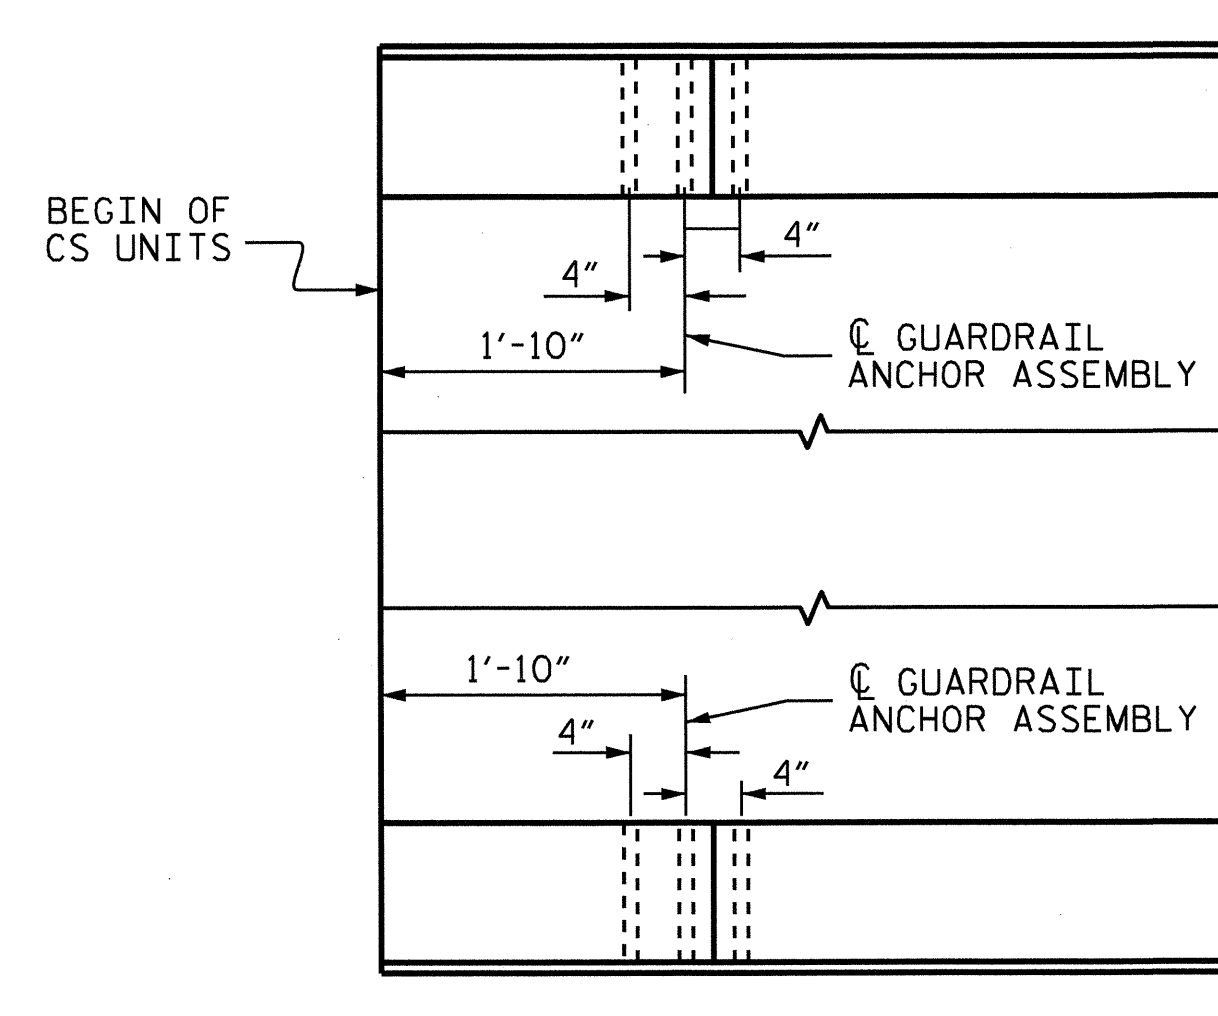 BEGIN OF
CS UNITS
4″
4″
1′-10″
℄ GUARDRAIL
ANCHOR ASSEMBLY
1′-10″
℄ GUARDRAIL
ANCHOR ASSEMBLY
4″
4″